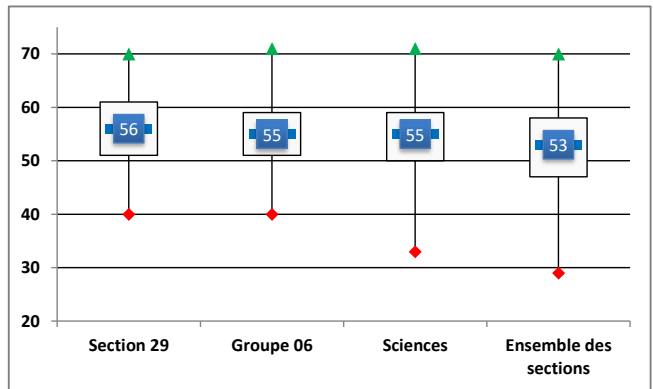 70
60
50
40
30
20
56
55
55
53
Section 29
Groupe 06
Sciences
Ensemble des
sections